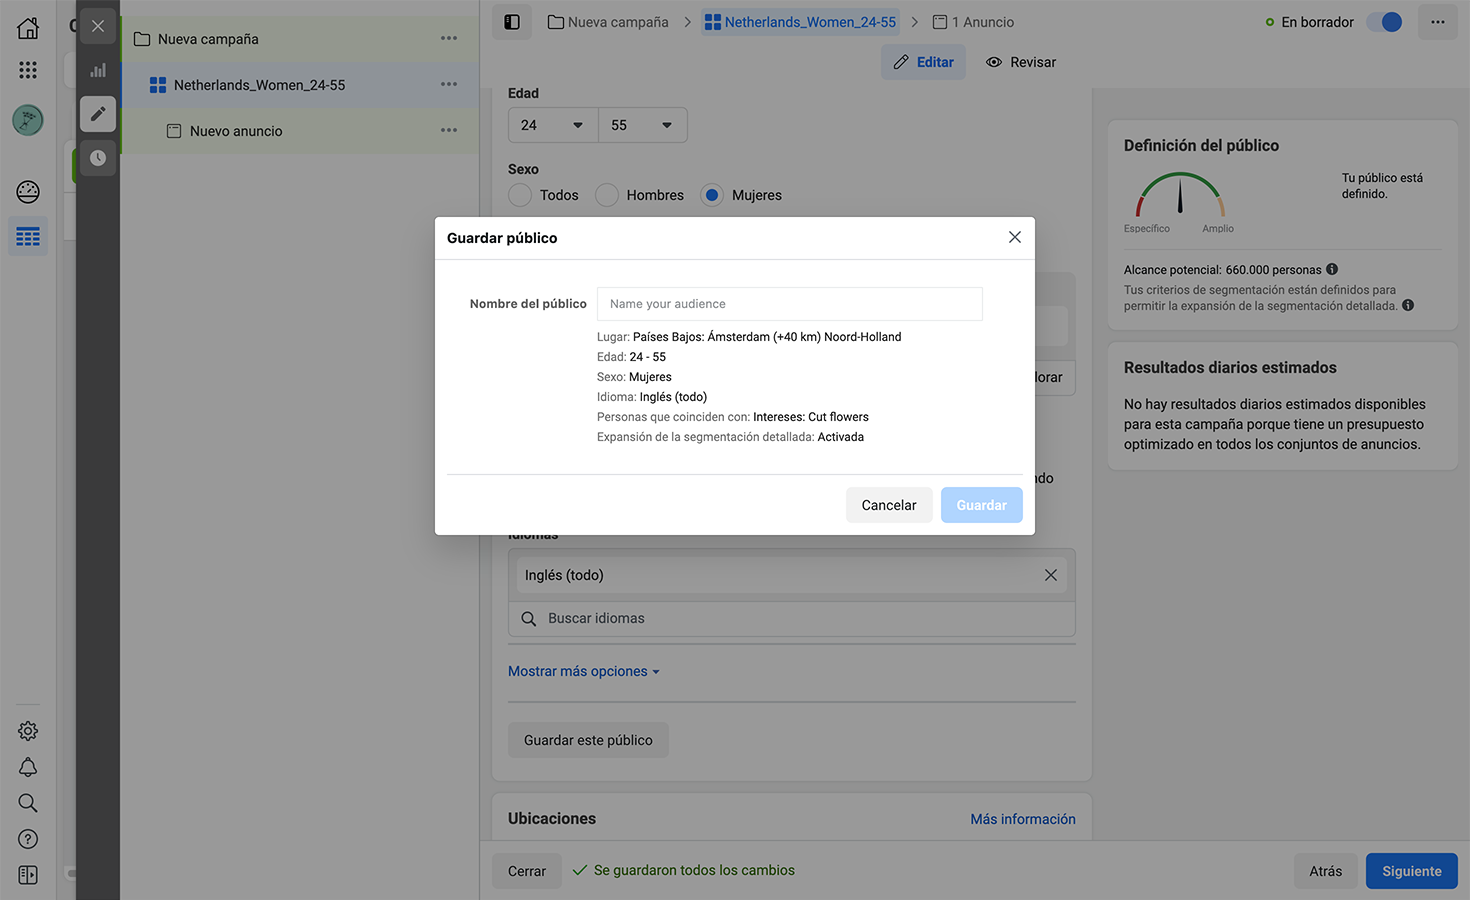 Nueva campaña
Netherlands_Women_24-55
Nuevo anuncio
Nueva campaña
Netherlands_Women_24-55
1 Anuncio
En borrador
Editar
Revisar
Edad
24
55
Sexo
Todos
Hombres
Mujeres
Guardar público
Nombre del público
Name your audience
Lugar: Países Bajos: Ámsterdam (+40 km) Noord-Holland
Edad: 24 - 55
Sexo: Mujeres
Idioma: Inglés (todo)
Personas que coinciden con: Intereses: Cut flowers
Expansión de la segmentación detallada: Activada
Cancelar
Guardar
Idiomas
Inglés (todo)
Buscar idiomas
Mostrar más opciones
Guardar este público
Ubicaciones
Más información
Cerrar
Se guardaron todos los cambios
Atrás
Siguiente
Definición del público
Tu público está
definido.
Específico
Amplio
Alcance potencial: 660.000 personas
Tus criterios de segmentación están definidos para
permitir la expansión de la segmentación detallada.
Resultados diarios estimados
No hay resultados diarios estimados disponibles
para esta campaña porque tiene un presupuesto
optimizado en todos los conjuntos de anuncios.